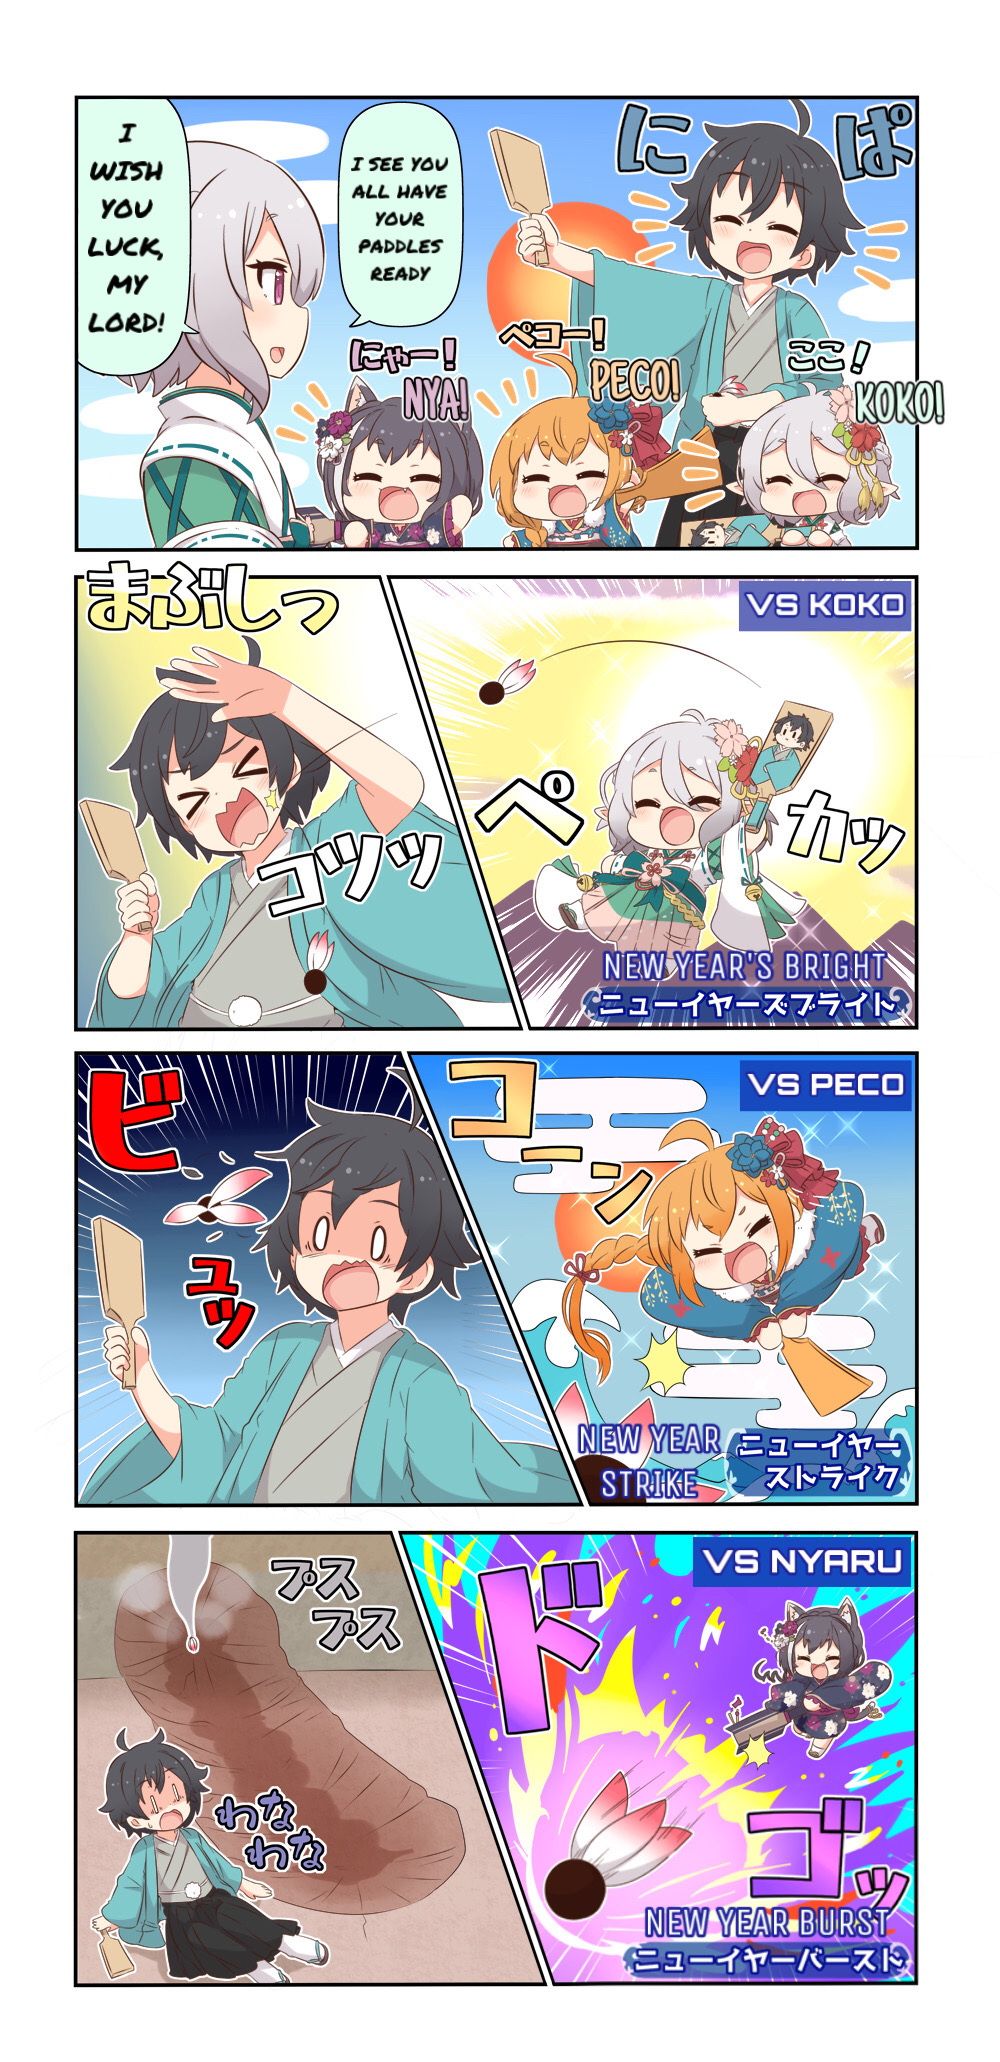 I
WISH
YOU
LUCK,
MY
LORD!
I SEE YOU
ALL HAVE
YOUR
PADDLES
READY
にぱ
にゃー!
NYA!
ペコー!
PECO!
ここ!
KOKO!
まぶしっ
コツッッ
VS KOKO
ペカッ
NEW YEAR'S BRIGHT
ニューイヤーズブライト
ビュッ
VS PECO
コーン
NEW YEAR
STRIKE
ニューイヤー
ストライク
プス
プス
わな
わな
VS NYARU
ドゴッ
NEW YEAR BURST
ニューイヤーバースト